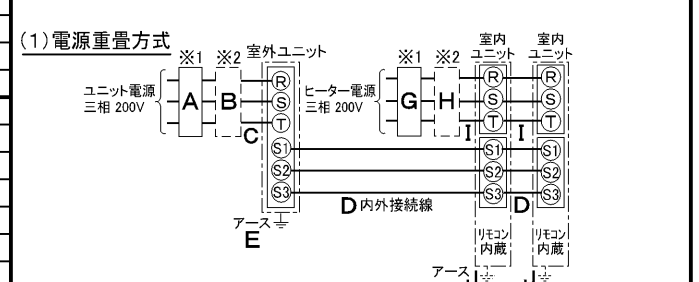 (1)電源重畳方式
※1 ※2 室外ユニット ※1 ※2 室内ユニット 室内ユニット
ユニット電源
三相 200V
A B
R
S
T
C
ヒーター電源
三相 200V
G H
R
S
T
I
R
S
T
I
S1
S2
S3
S1
S2
S3
S1
S2
S3
D 内外接続線
D
アース
E
リモコン
内蔵
リモコン
内蔵
アース